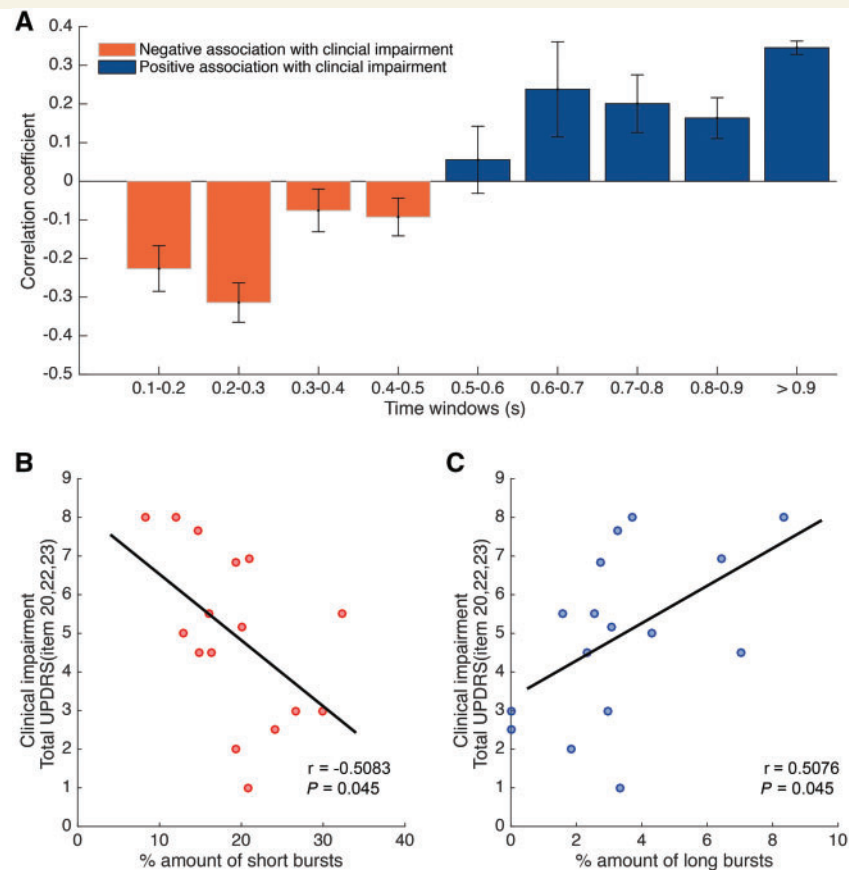 A
0.4
0.3
0.2
0.1
0
-0.1
-0.2
-0.3
-0.4
-0.5
Correlation coefficient
Negative association with clincial impairment
Positive association with clincial impairment
0.1-0.2 0.2-0.3 0.3-0.4 0.4-0.5 0.5-0.6 0.6-0.7 0.7-0.8 0.8-0.9 > 0.9
Time windows (s)
B
9
8
7
6
5
4
3
2
1
0
Clinical impairment
Total UPDRS(item 20,22,23)
r = -0.5083
P = 0.045
0 10 20 30 40
% amount of short bursts
C
9
8
7
6
5
4
3
2
1
0
Clinical impairment
Total UPDRS(item 20,22,23)
r = 0.5076
P = 0.045
0 2 4 6 8 10
% amount of long bursts